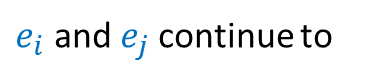 e_i and e_j continue to